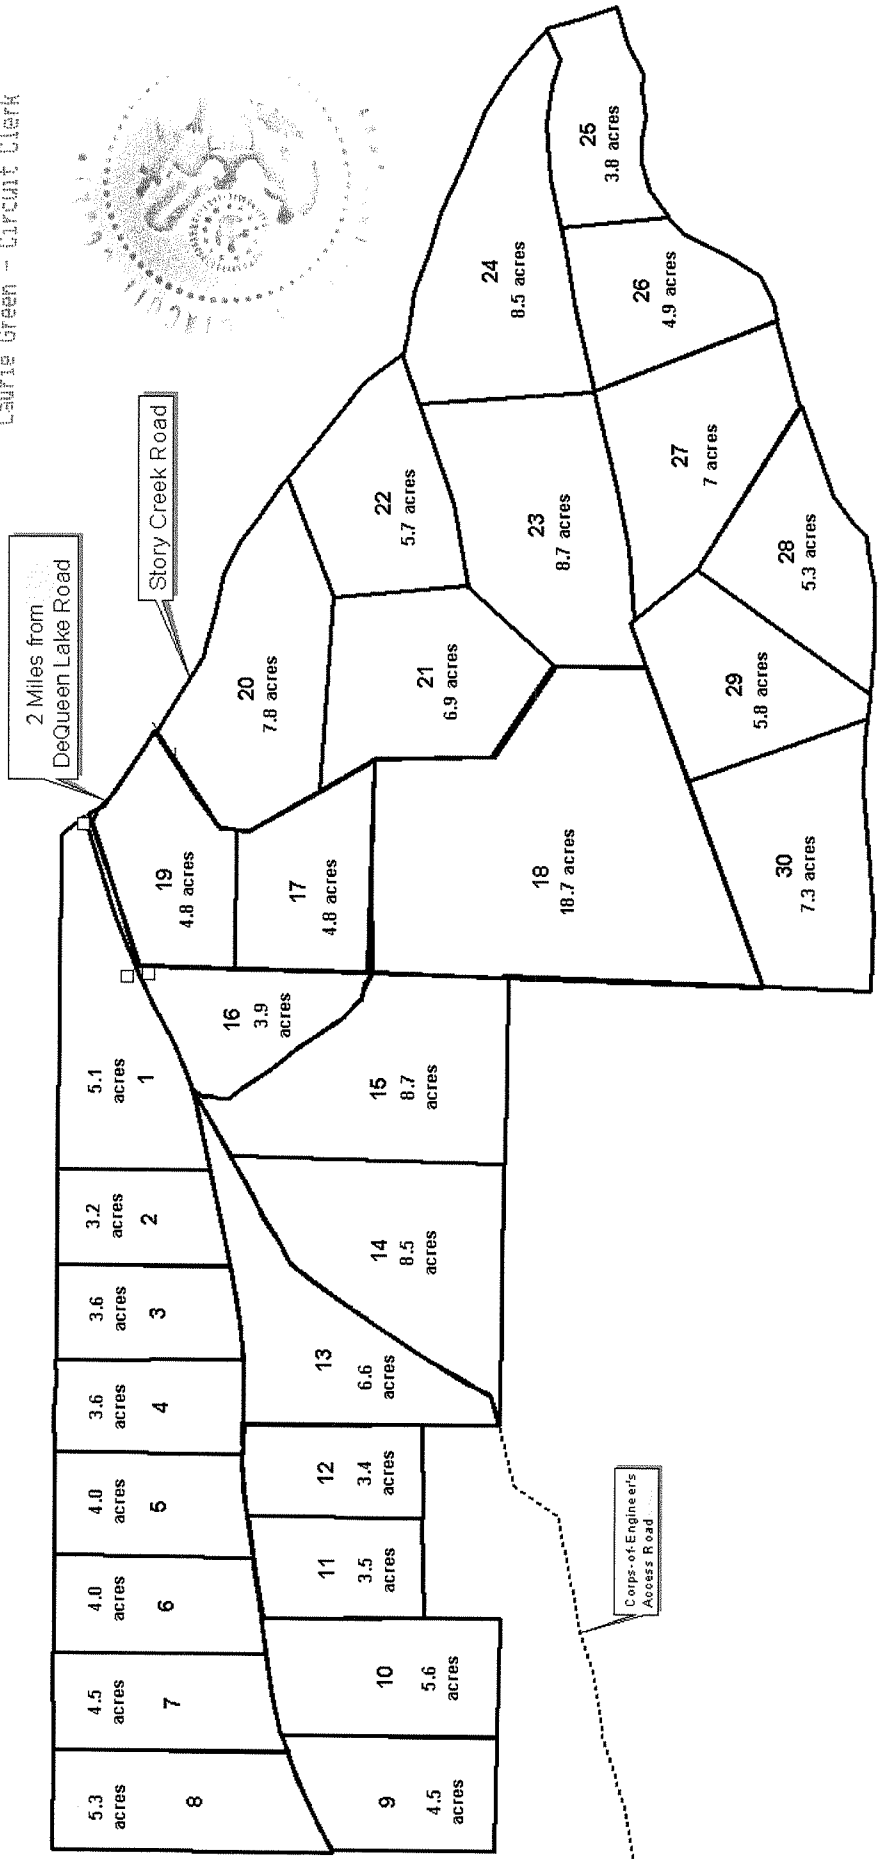 Laurie Green - Circuit Clerk
2 Miles from
DeQueen Lake Road
Story Creek Road
25
3.8 acres
24
8.5 acres
26
4.9 acres
22
5.7 acres
23
8.7 acres
27
7 acres
28
5.3 acres
20
7.8 acres
21
6.9 acres
29
5.8 acres
19
4.8 acres
17
4.8 acres
18
18.7 acres
30
7.3 acres
16
3.9
acres
5.1
acres
1
15
8.7
acres
3.2
acres
2
14
8.5
acres
3.6
acres
3
13
6.6
acres
3.6
acres
4
12
3.4
acres
4.0
acres
5
11
3.5
acres
4.0
acres
6
10
5.6
acres
4.5
acres
7
5.3
acres
8
9
4.5
acres
Corps-of-Engineer's
Access Road